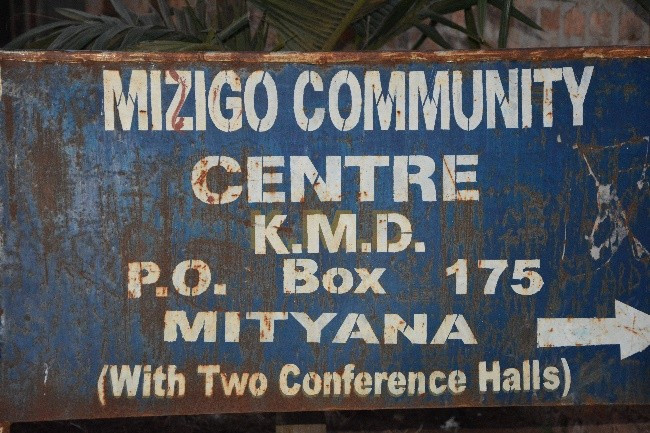 MIZIGO COMMUNITY
CENTRE
K.M.D.
P.O. Box 175
MITYANA
(With Two Conference Halls)